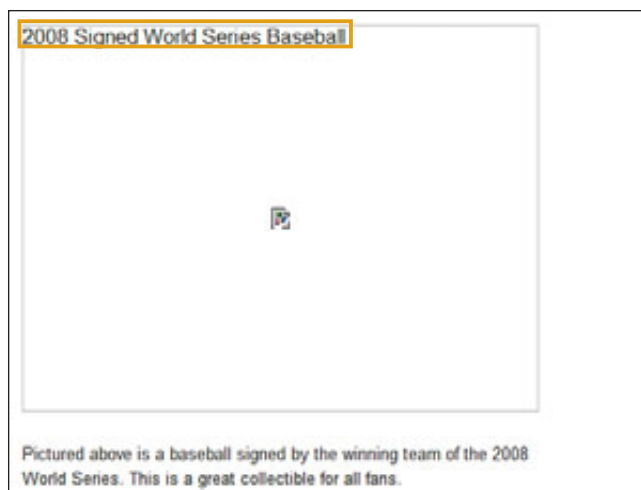 2008 Signed World Series Baseball
Pictured above is a baseball signed by the winning team of the 2008
World Series. This is a great collectible for all fans.